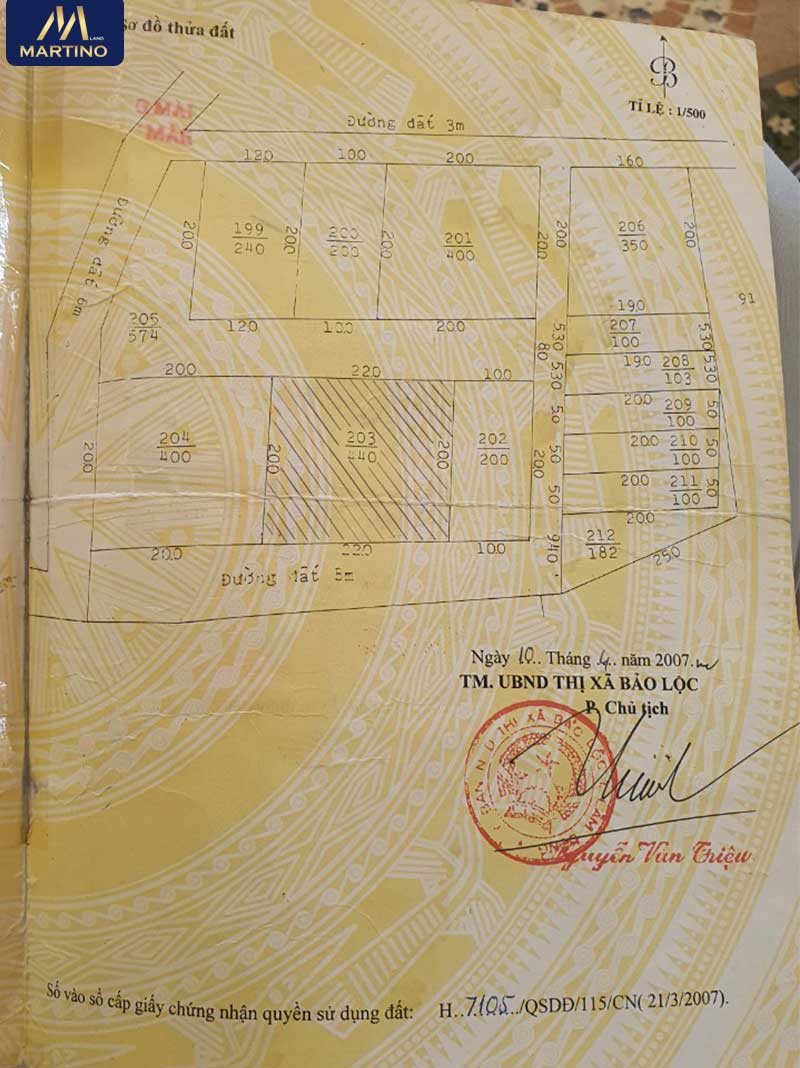 MARTINO
LAND
Sơ đồ thửa đất
TỈ LỆ : 1/500
Đường đất 3m
120 100 200 160
Đường đất 6m
200 199 200 200 200 201 200 200 206 200
240 200 400 350
91
190
205 207 530
574 100
120 100 200 530 80
190 208 530
103
200 220 100 530
200 209 50
100
50
204 203 202 200 210 50
400 440 200 100
200 200 200 200 50
200 211 50
100
50
200
212
182
940
200 220 100 250
Đường đất
Ngày 10.. Tháng 4.. năm 2007
TM. UBND THỊ XÃ BẢO LỘC
P. Chủ tịch
Nguyễn Văn Triệu
Số vào sổ cấp giấy chứng nhận quyền sử dụng đất: H..7105../QSDĐ/115/CN( 21/3/2007).